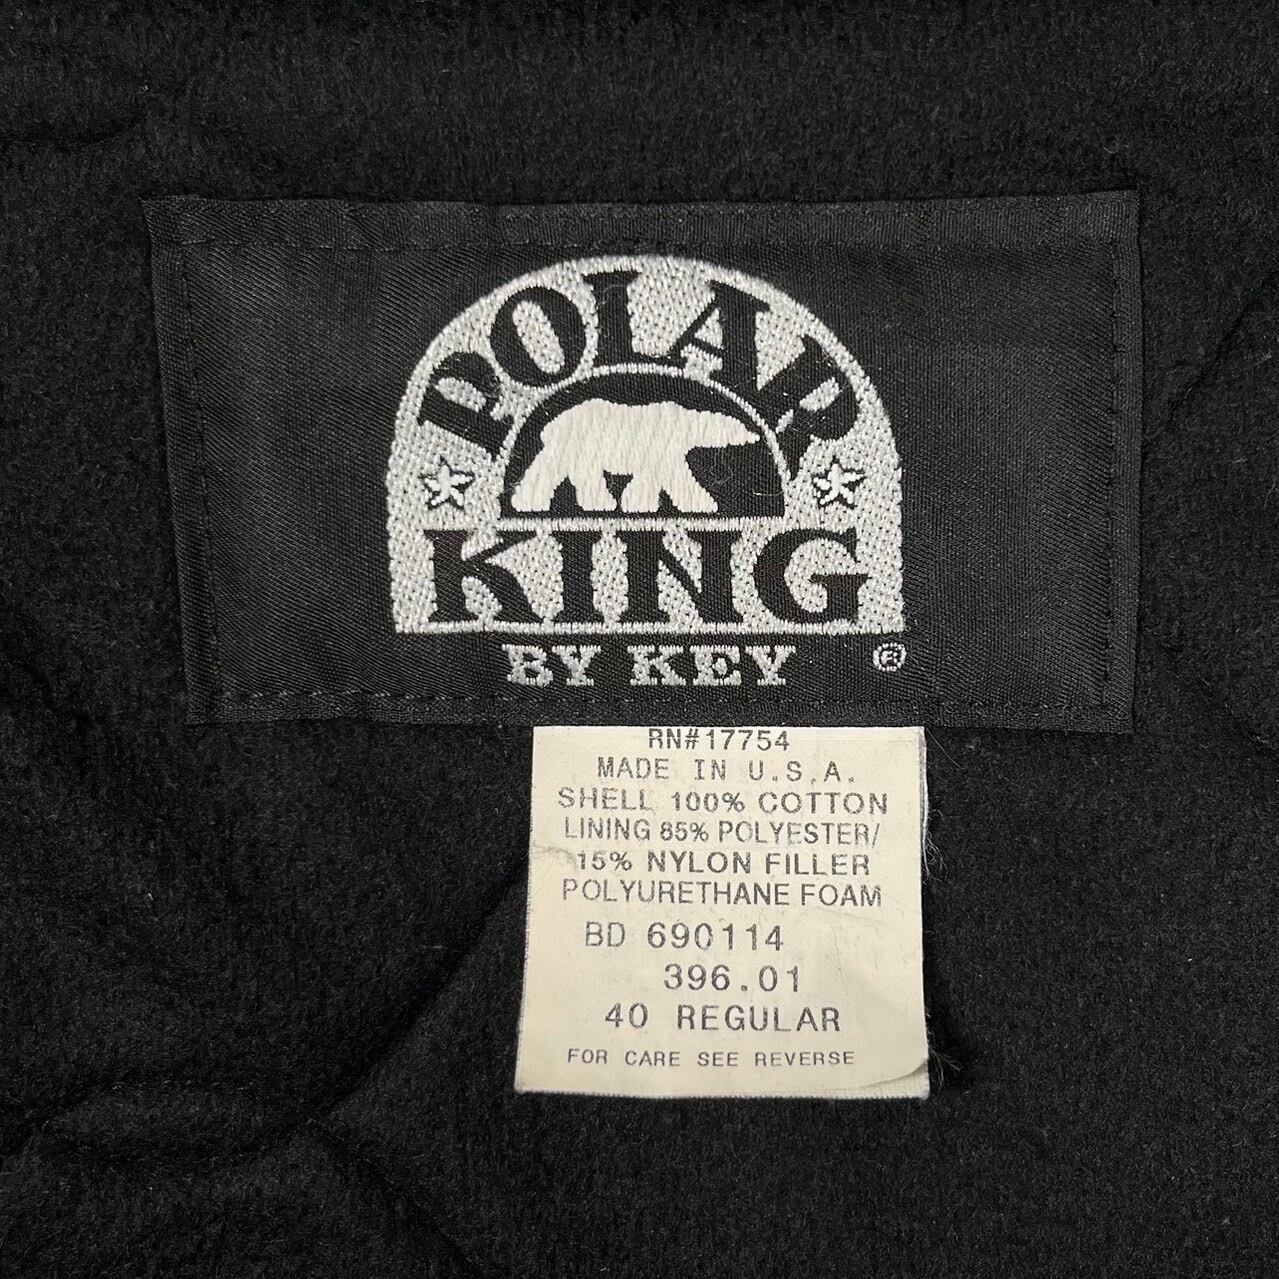 POLAR
KING
BY KEY ®
RN#17754
MADE IN U.S.A.
SHELL 100% COTTON
LINING 85% POLYESTER/
15% NYLON FILLER
POLYURETHANE FOAM
BD 690114
396.01
40 REGULAR
FOR CARE SEE REVERSE